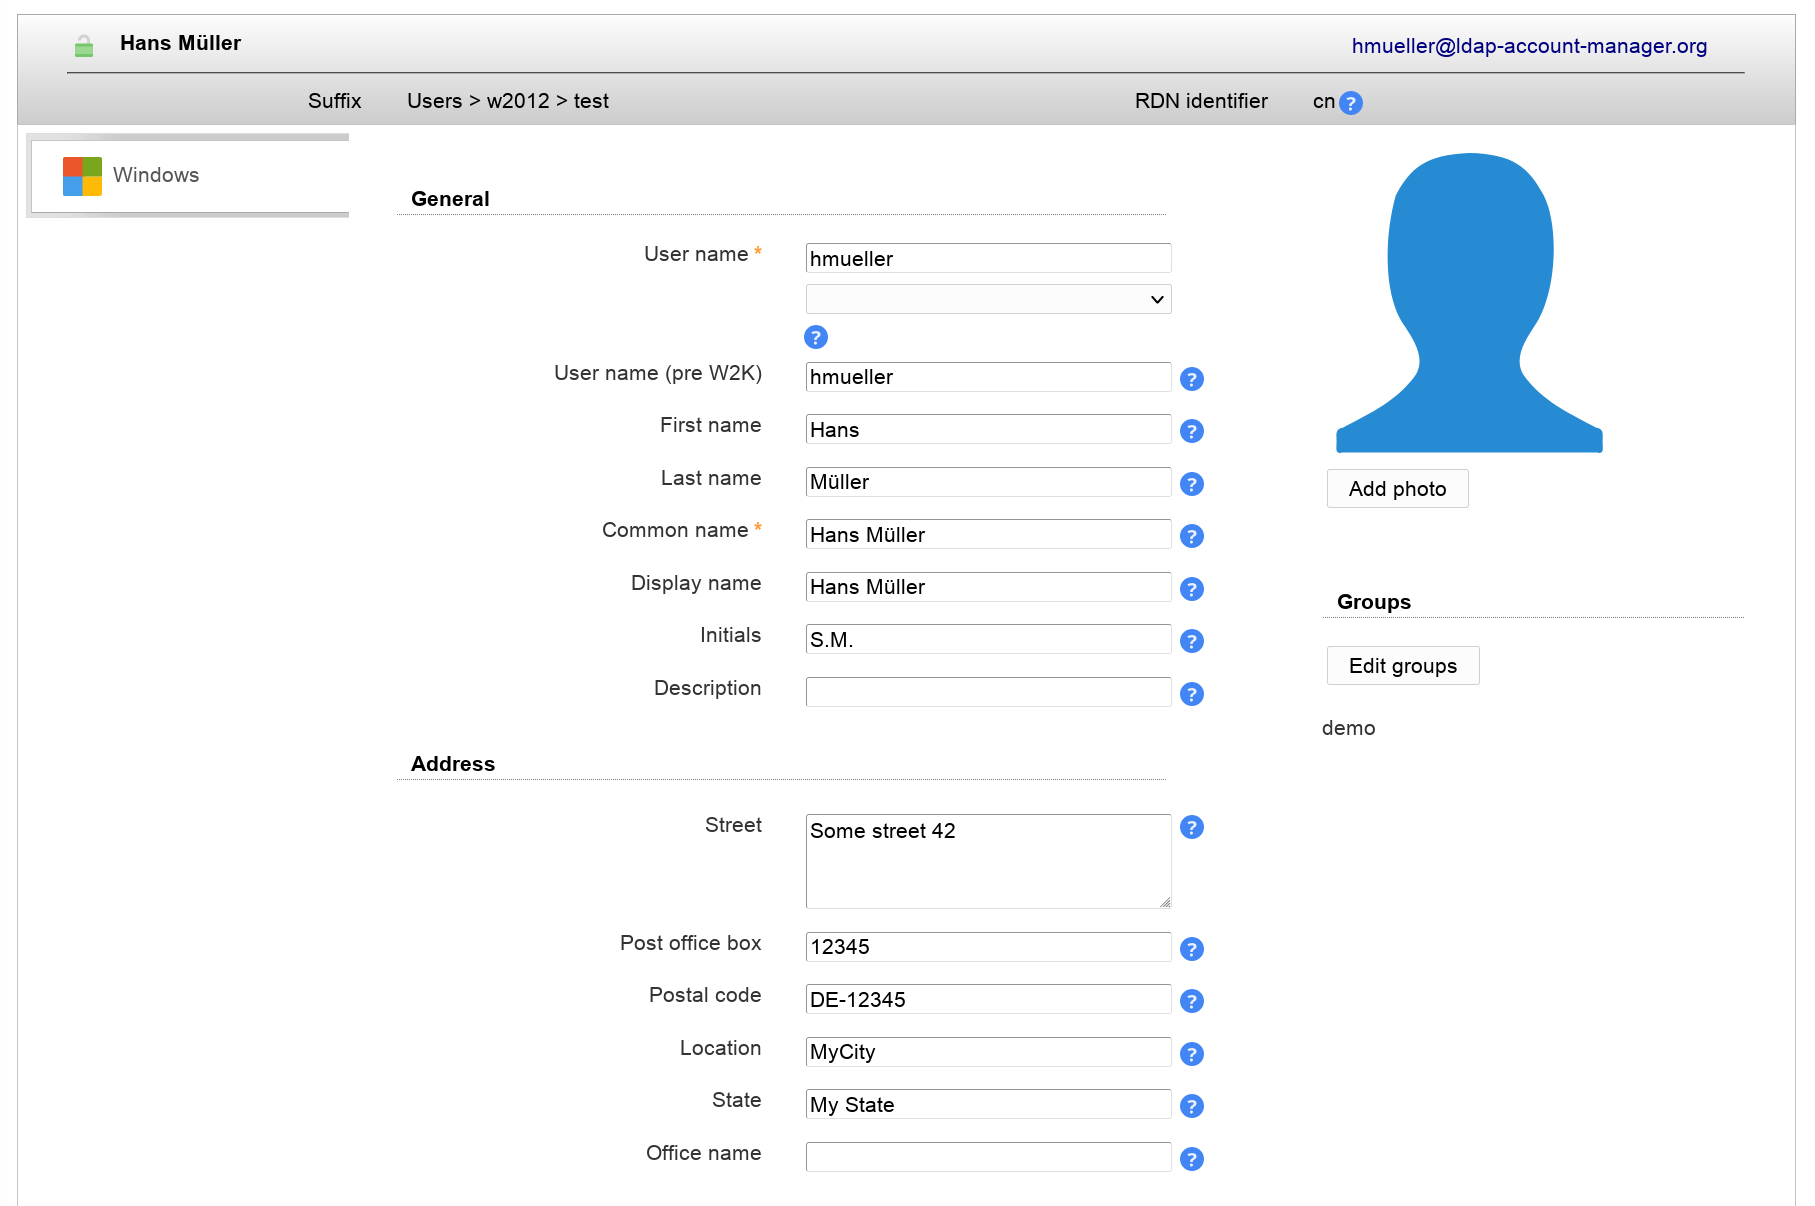 Hans Müller
hmueller@ldap-account-manager.org
Suffix Users > w2012 > test RDN identifier cn ?
Windows
General
User name * hmueller
?
User name (pre W2K) hmueller ?
First name Hans ?
Last name Müller ?
Common name * Hans Müller ?
Display name Hans Müller ?
Initials S.M. ?
Description ?
Address
Street Some street 42 ?
Post office box 12345 ?
Postal code DE-12345 ?
Location MyCity ?
State My State ?
Office name ?
Add photo
Groups
Edit groups
demo